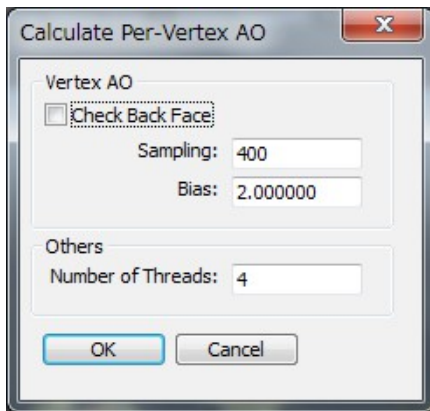 Calculate Per-Vertex AO
Vertex AO
Check Back Face
Sampling: 400
Bias: 2.000000
Others
Number of Threads: 4
OK Cancel